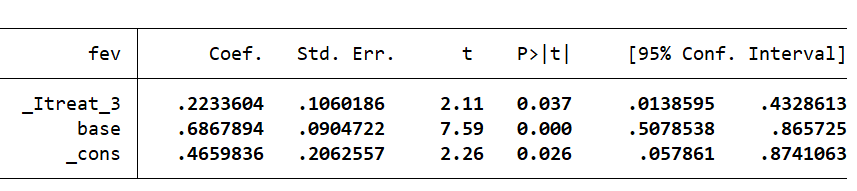 fev Coef. Std. Err. t P>|t| [95% Conf. Interval]
_Itreat_3 .2233604 .1060186 2.11 0.037 .0138595 .4328613
base .6867894 .0904722 7.59 0.000 .5078538 .865725
_cons .4659836 .2062557 2.26 0.026 .057861 .8741063